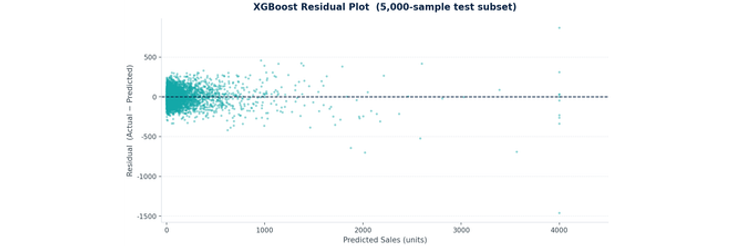 XGBoost Residual Plot (5,000-sample test subset)
Residual (Actual − Predicted)
500
0
-500
-1000
-1500
0 1000 2000 3000 4000
Predicted Sales (units)